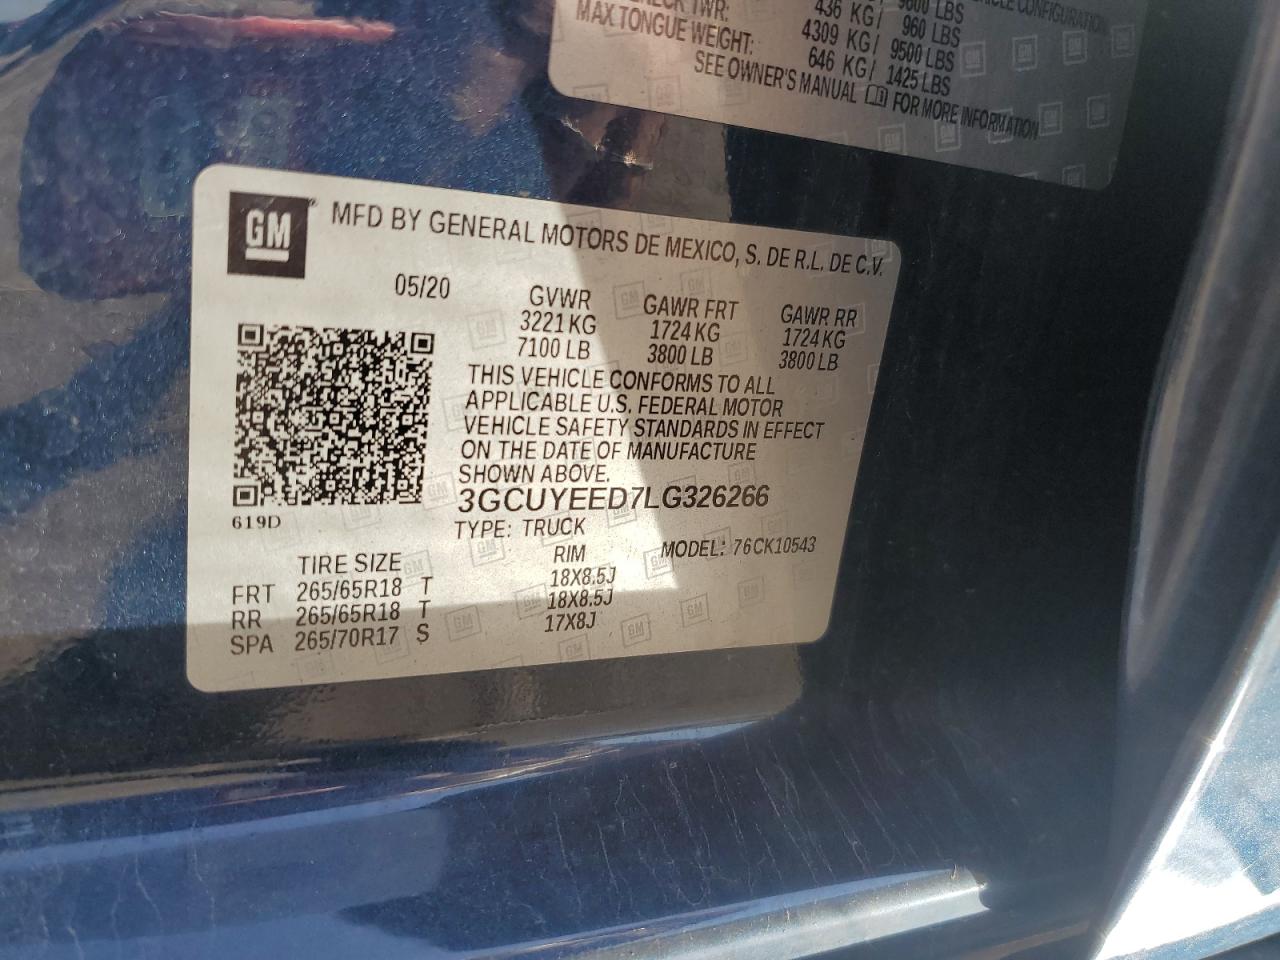 TWR:
436 KG/ 960 LBS
MAX TONGUE WEIGHT: 4309 KG/ 9500 LBS
646 KG/ 1425 LBS
SEE OWNER'S MANUAL FOR MORE INFORMATION
GM
MFD BY GENERAL MOTORS DE MEXICO, S. DE R.L. DE C.V.
05/20 GVWR GAWR FRT GAWR RR
3221 KG 1724 KG 1724 KG
7100 LB 3800 LB 3800 LB
THIS VEHICLE CONFORMS TO ALL
APPLICABLE U.S. FEDERAL MOTOR
VEHICLE SAFETY STANDARDS IN EFFECT
ON THE DATE OF MANUFACTURE
SHOWN ABOVE.
3GCUYEED7LG326266
619D
TYPE: TRUCK
MODEL: 76CK10543
TIRE SIZE RIM
FRT 265/65R18 T 18X8.5J
RR 265/65R18 T 18X8.5J
SPA 265/70R17 S 17X8J